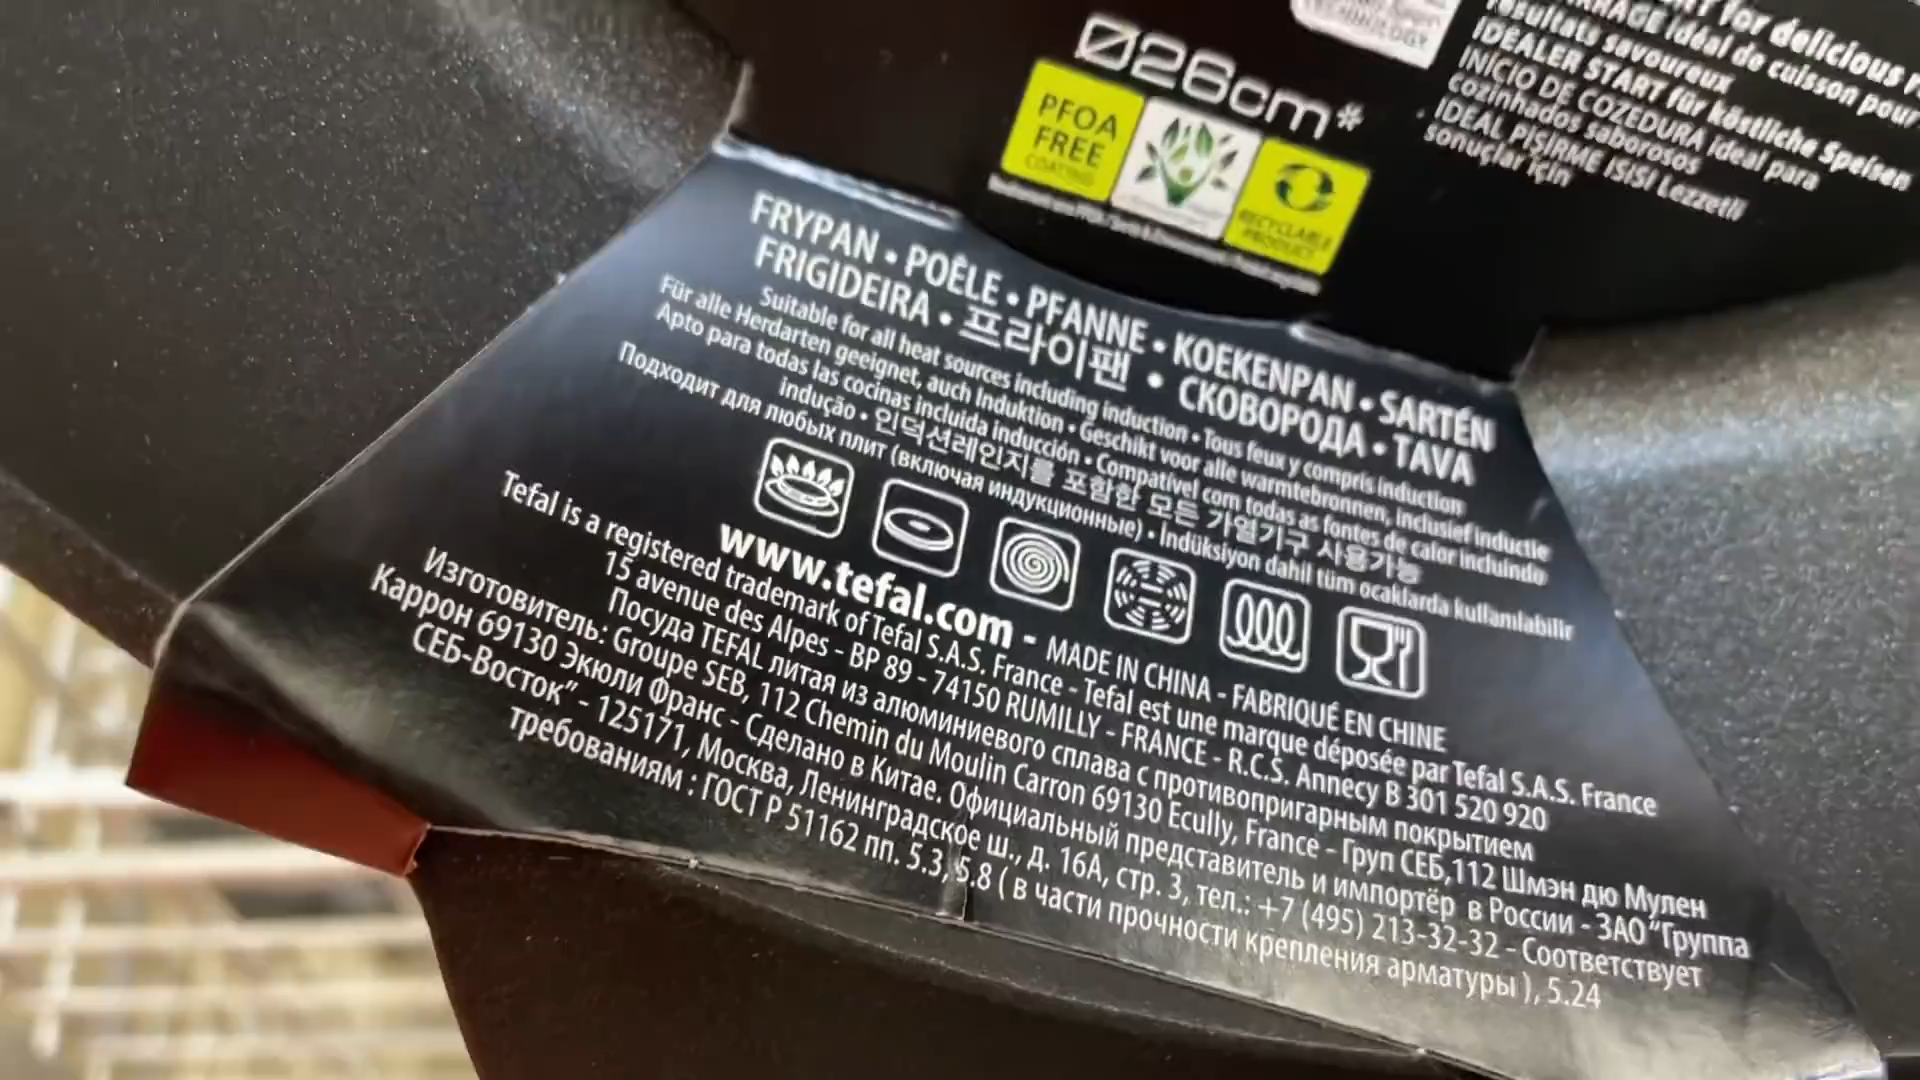 TECHNOLOGY
Ø26cm*
PFOA
FREE
COATING
RECYCLABLE
PRODUCT
for delicious
idéal de cuisson pour
résultats savoureux
IDEALER START für köstliche Speisen
INÍCIO DE COZEDURA ideal para
cozinhados saborosos
IDEAL PIŞIRME ISISI Lezzetli
sonuçlar için
FRYPAN • POÊLE • PFANNE • KOEKENPAN • SARTÉN
FRIGIDEIRA • 프라이팬 • СКОВОРОДА • TAVA
Suitable for all heat sources including induction • Tous feux y compris induction
Für alle Herdarten geeignet, auch Induktion • Geschikt voor alle warmtebronnen, inclusief inductie
Apto para todas las cocinas incluida inducción • Compatível com todas as fontes de calor incluindo
indução • 인덕션레인지를 포함한 모든 가열기구 사용가능
Подходит для любых плит (включая индукционные) • İndüksiyon dahil tüm ocaklarda kullanılabilir
www.tefal.com - MADE IN CHINA - FABRIQUÉ EN CHINE
Tefal is a registered trademark of Tefal S.A.S. France - Tefal est une marque déposée par Tefal S.A.S. France
15 avenue des Alpes - BP 89 - 74150 RUMILLY - FRANCE - R.C.S. Annecy B 301 520 920
Посуда TEFAL литая из алюминиевого сплава с противопригарным покрытием
Изготовитель: Groupe SEB, 112 Chemin du Moulin Carron 69130 Ecully, France - Груп СЕБ,112 Шмэн дю Мулен
Каррон 69130 Экюли Франс - Сделано в Китае. Официальный представитель и импортёр в России - ЗАО "Группа
СЕБ-Восток" - 125171, Москва, Ленинградское ш., д. 16А, стр. 3, тел.: +7 (495) 213-32-32 - Соответствует
требованиям : ГОСТ Р 51162 пп. 5.3, 5.8 ( в части прочности крепления арматуры ), 5.24